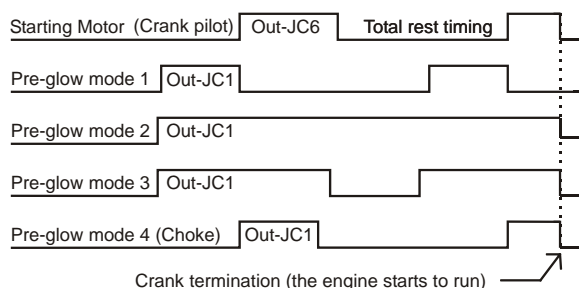 Starting Motor (Crank pilot) Out-JC6 Total rest timing
Pre-glow mode 1 Out-JC1
Pre-glow mode 2 Out-JC1
Pre-glow mode 3 Out-JC1
Pre-glow mode 4 (Choke) Out-JC1
Crank termination (the engine starts to run)